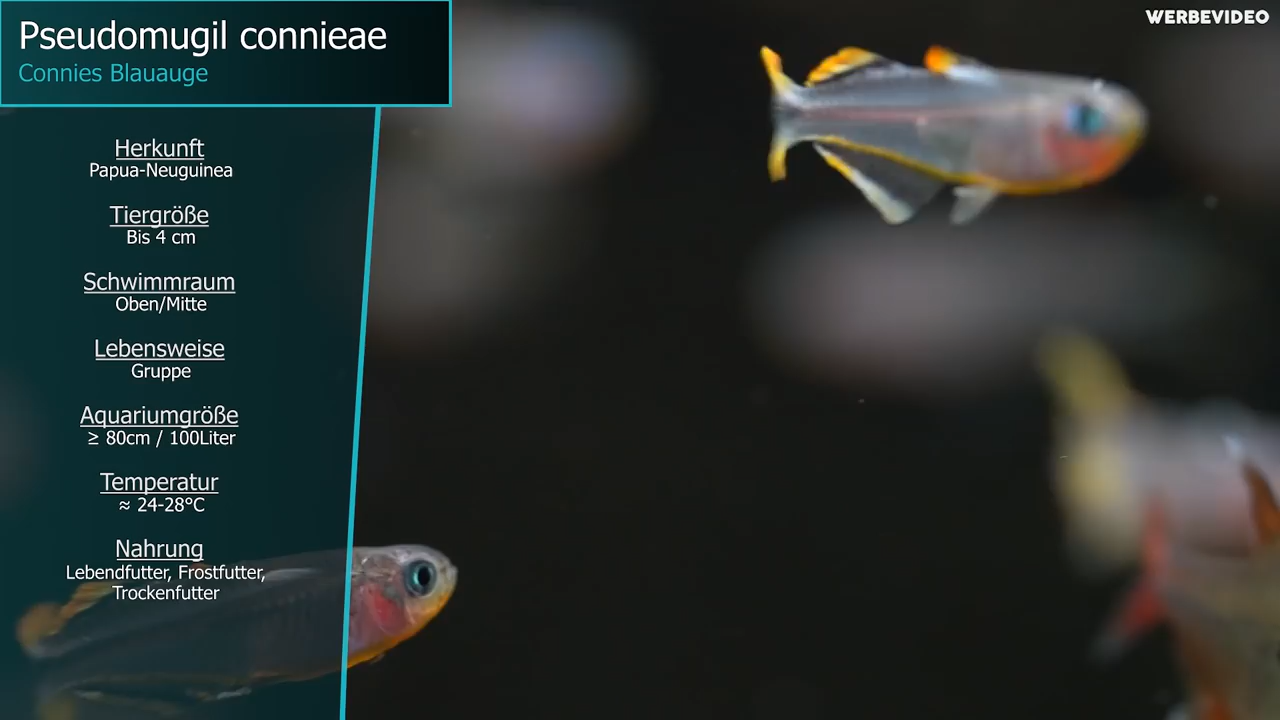 Pseudomugil connieae
Connies Blauauge
WERBEVIDEO
Herkunft
Papua-Neuguinea
Tiergröße
Bis 4 cm
Schwimmraum
Oben/Mitte
Lebensweise
Gruppe
Aquariumgröße
≥ 80cm / 100Liter
Temperatur
≈ 24-28°C
Nahrung
Lebendfutter, Frostfutter,
Trockenfutter